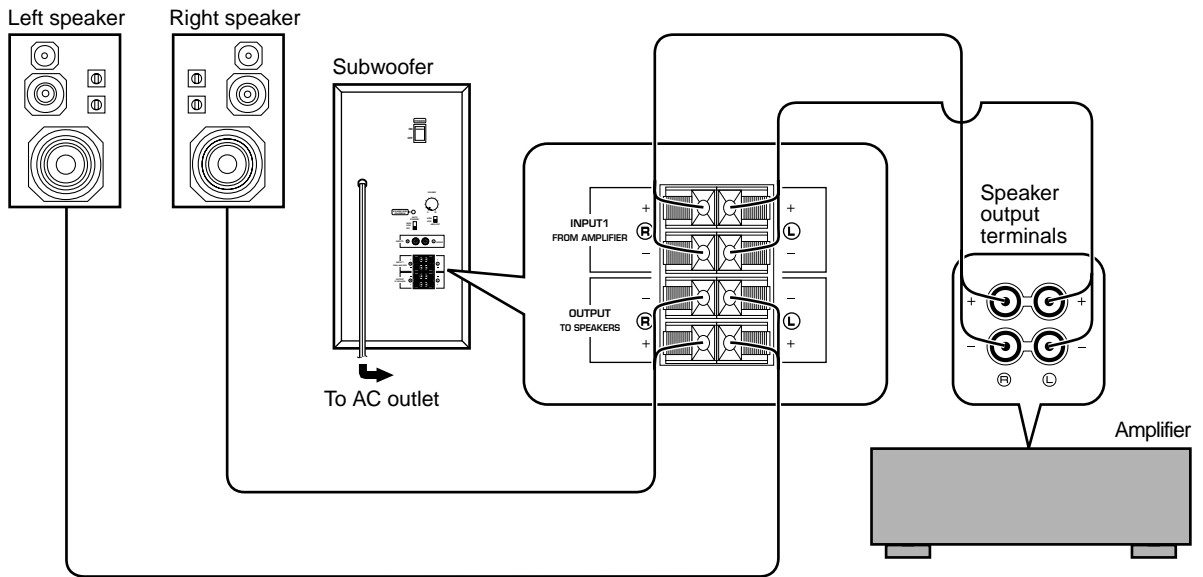 Left speaker
Right speaker
Subwoofer
To AC outlet
+
INPUT1
FROM AMPLIFIER
R
−
−
OUTPUT
TO SPEAKERS
R
+
+
L
−
−
L
+
Speaker
output
terminals
+
+
−
−
R
L
Amplifier